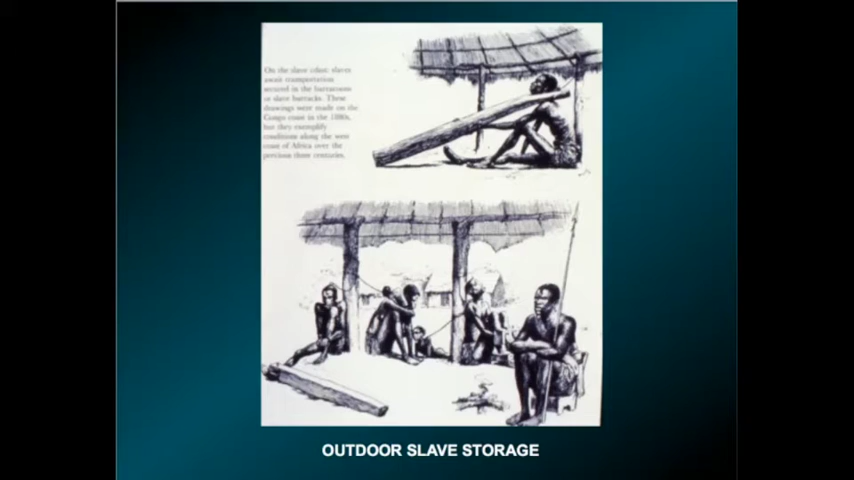 On the slave coast: slaves
await transportation
secured in the barracoons
or slave barracks. These
drawings were made on the
Congo coast in the 1880s,
but they exemplify
conditions along the west
coast of Africa over the
previous three centuries.
OUTDOOR SLAVE STORAGE